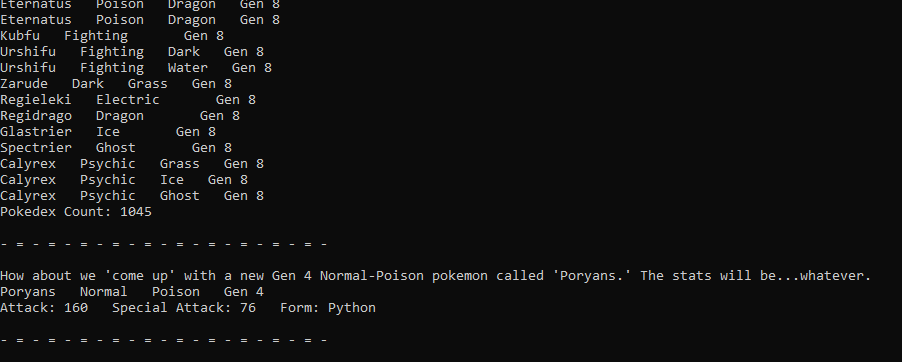 Eternatus   Poison   Dragon   Gen 8
Eternatus   Poison   Dragon   Gen 8
Kubfu   Fighting       Gen 8
Urshifu   Fighting   Dark   Gen 8
Urshifu   Fighting   Water   Gen 8
Zarude   Dark   Grass   Gen 8
Regieleki   Electric       Gen 8
Regidrago   Dragon       Gen 8
Glastrier   Ice       Gen 8
Spectrier   Ghost       Gen 8
Calyrex   Psychic   Grass   Gen 8
Calyrex   Psychic   Ice   Gen 8
Calyrex   Psychic   Ghost   Gen 8
Pokedex Count: 1045
- - - - - - - - - - - - - - - - - - - - -
How about we 'come up' with a new Gen 4 Normal-Poison pokemon called 'Poryans.' The stats will be...whatever.
Poryans   Normal   Poison   Gen 4
Attack: 160   Special Attack: 76   Form: Python
- - - - - - - - - - - - - - - - - - - - -